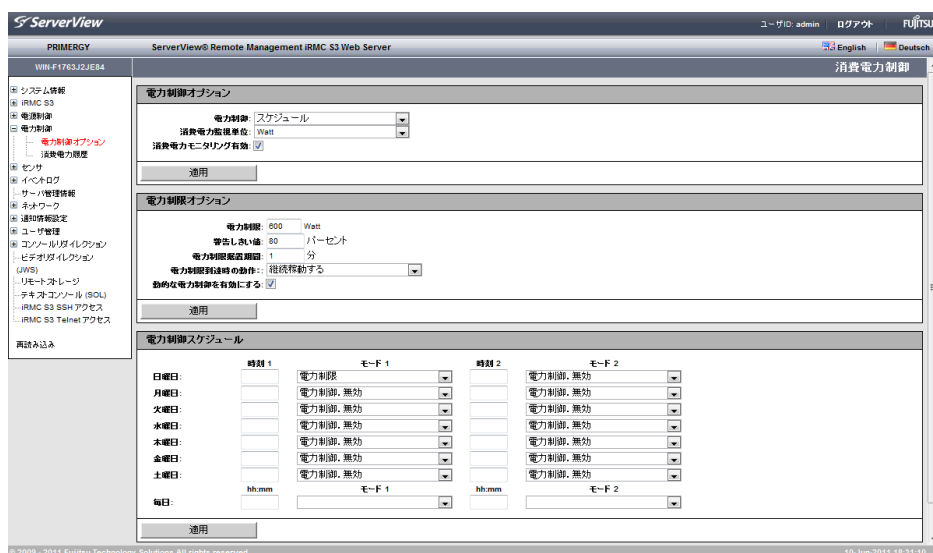 ServerView
ユーザID: admin ログアウト FUJITSU
PRIMERGY ServerView® Remote Management iRMC S3 Web Server English Deutsch
WIN-F1763J2JE84 消費電力制御
システム情報
iRMC S3
電源制御
電力制御
電力制御オプション
消費電力履歴
センサ
イベントログ
サーバ管理情報
ネットワーク
通知情報設定
ユーザ管理
コンソールリダイレクション
ビデオリダイレクション
(JWS)
リモートストレージ
テキストコンソール (SOL)
iRMC S3 SSH アクセス
iRMC S3 Telnet アクセス
再読み込み
電力制御オプション
電力制御: スケジュール
消費電力監視単位: Watt
消費電力モニタリング有効:
適用
電力制限オプション
電力制限: 600 Watt
警告しきい値: 80 パーセント
電力制限猶予期間: 1 分
電力制限到達時の動作:: 継続稼動する
動的な電力制御を有効にする:
適用
電力制御スケジュール
時刻 1 モード 1 時刻 2 モード 2
日曜日: 電力制限 電力制御. 無効
月曜日: 電力制御. 無効 電力制御. 無効
火曜日: 電力制御. 無効 電力制御. 無効
水曜日: 電力制御. 無効 電力制御. 無効
木曜日: 電力制御. 無効 電力制御. 無効
金曜日: 電力制御. 無効 電力制御. 無効
土曜日: 電力制御. 無効 電力制御. 無効
hh:mm モード 1 hh:mm モード 2
毎日:
適用
© 2009 - 2011 Fujitsu Technology Solutions All rights reserved. 10-Jun-2011 18:31:10